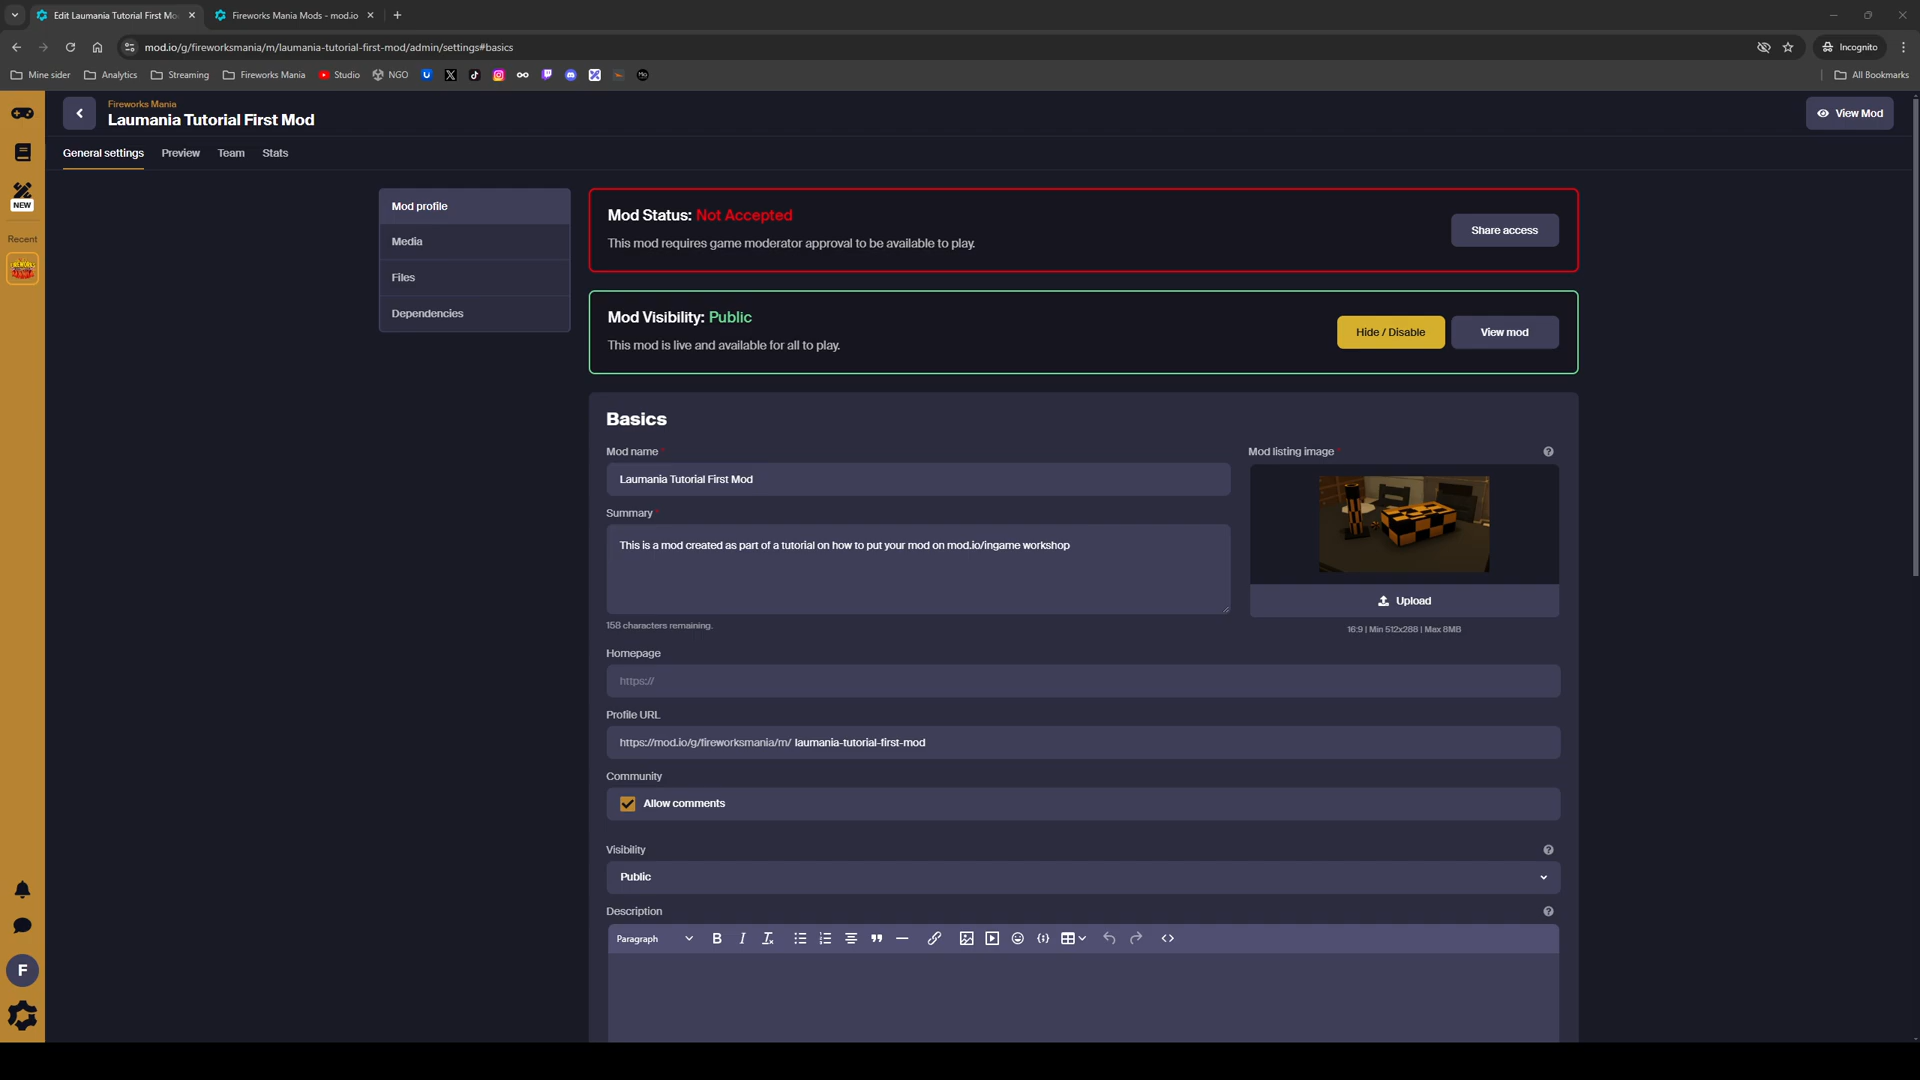 Edit Laumania Tutorial First Mo
Fireworks Mania Mods - mod.io
mod.io/g/fireworksmania/m/laumania-tutorial-first-mod/admin/settings#basics
Incognito
Mine sider
Analytics
Streaming
Fireworks Mania
Studio
NGO
All Bookmarks
Fireworks Mania
Laumania Tutorial First Mod
View Mod
General settings
Preview
Team
Stats
NEW
Recent
Mod profile
Media
Files
Dependencies
Mod Status: Not Accepted
This mod requires game moderator approval to be available to play.
Share access
Mod Visibility: Public
This mod is live and available for all to play.
Hide / Disable
View mod
Basics
Mod name *
Laumania Tutorial First Mod
Mod listing image *
Summary *
This is a mod created as part of a tutorial on how to put your mod on mod.io/ingame workshop
158 characters remaining.
Upload
16:9 | Min 512x288 | Max 8MB
Homepage
https://
Profile URL
https://mod.io/g/fireworksmania/m/ laumania-tutorial-first-mod
Community
Allow comments
Visibility
Public
Description
Paragraph
F